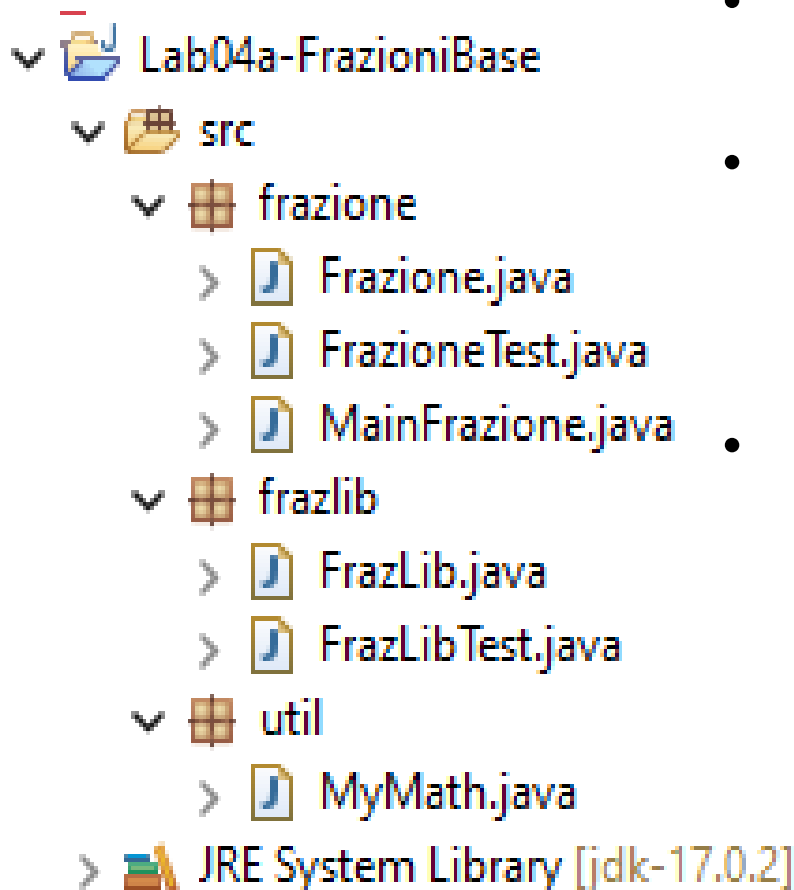 Lab04a-FrazioniBase
src
frazione
Frazione.java
FrazioneTest.java
MainFrazione.java
frazlib
FrazLib.java
FrazLibTest.java
util
MyMath.java
JRE System Library [jdk-17.0.2]